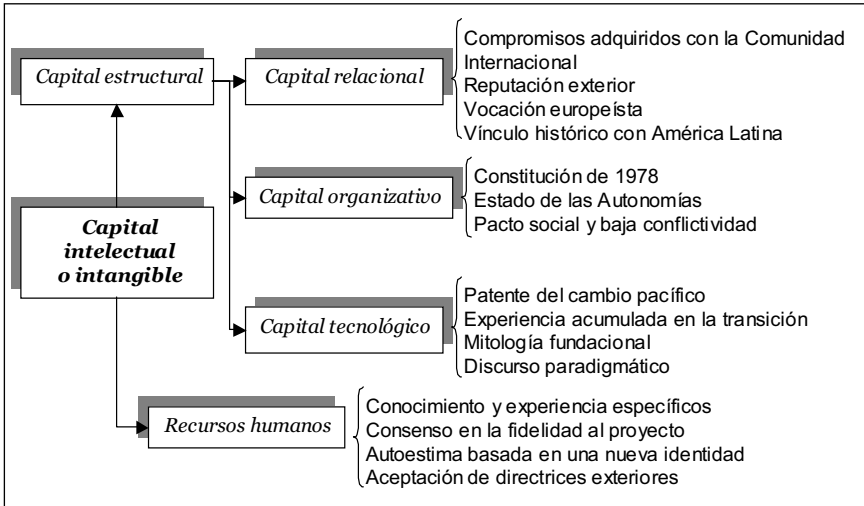 Capital estructural
Capital relacional
Compromisos adquiridos con la Comunidad
Internacional
Reputación exterior
Vocación europeísta
Vínculo histórico con América Latina
Capital organizativo
Constitución de 1978
Estado de las Autonomías
Pacto social y baja conflictividad
Capital
intelectual
o intangible
Capital tecnológico
Patente del cambio pacífico
Experiencia acumulada en la transición
Mitología fundacional
Discurso paradigmático
Recursos humanos
Conocimiento y experiencia específicos
Consenso en la fidelidad al proyecto
Autoestima basada en una nueva identidad
Aceptación de directrices exteriores